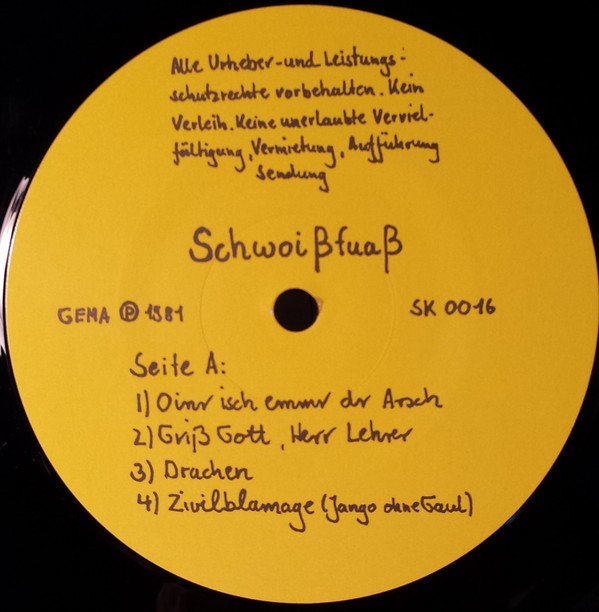 Alle Urheber-und Leistungs-
schutzrechte vorbehalten. Kein
Verleih. Keine unerlaubte Verviel-
fältigung, Vermietung, Aufführung
Sendung
Schwoißfuaß
GEMA Ⓟ 1981
SK 0016
Seite A:
1) Oinr isch emmr dr Arsch
2) Griß Gott, Herr Lehrer
3) Drachen
4) Zivilblamage (Jango ohne Gaul)